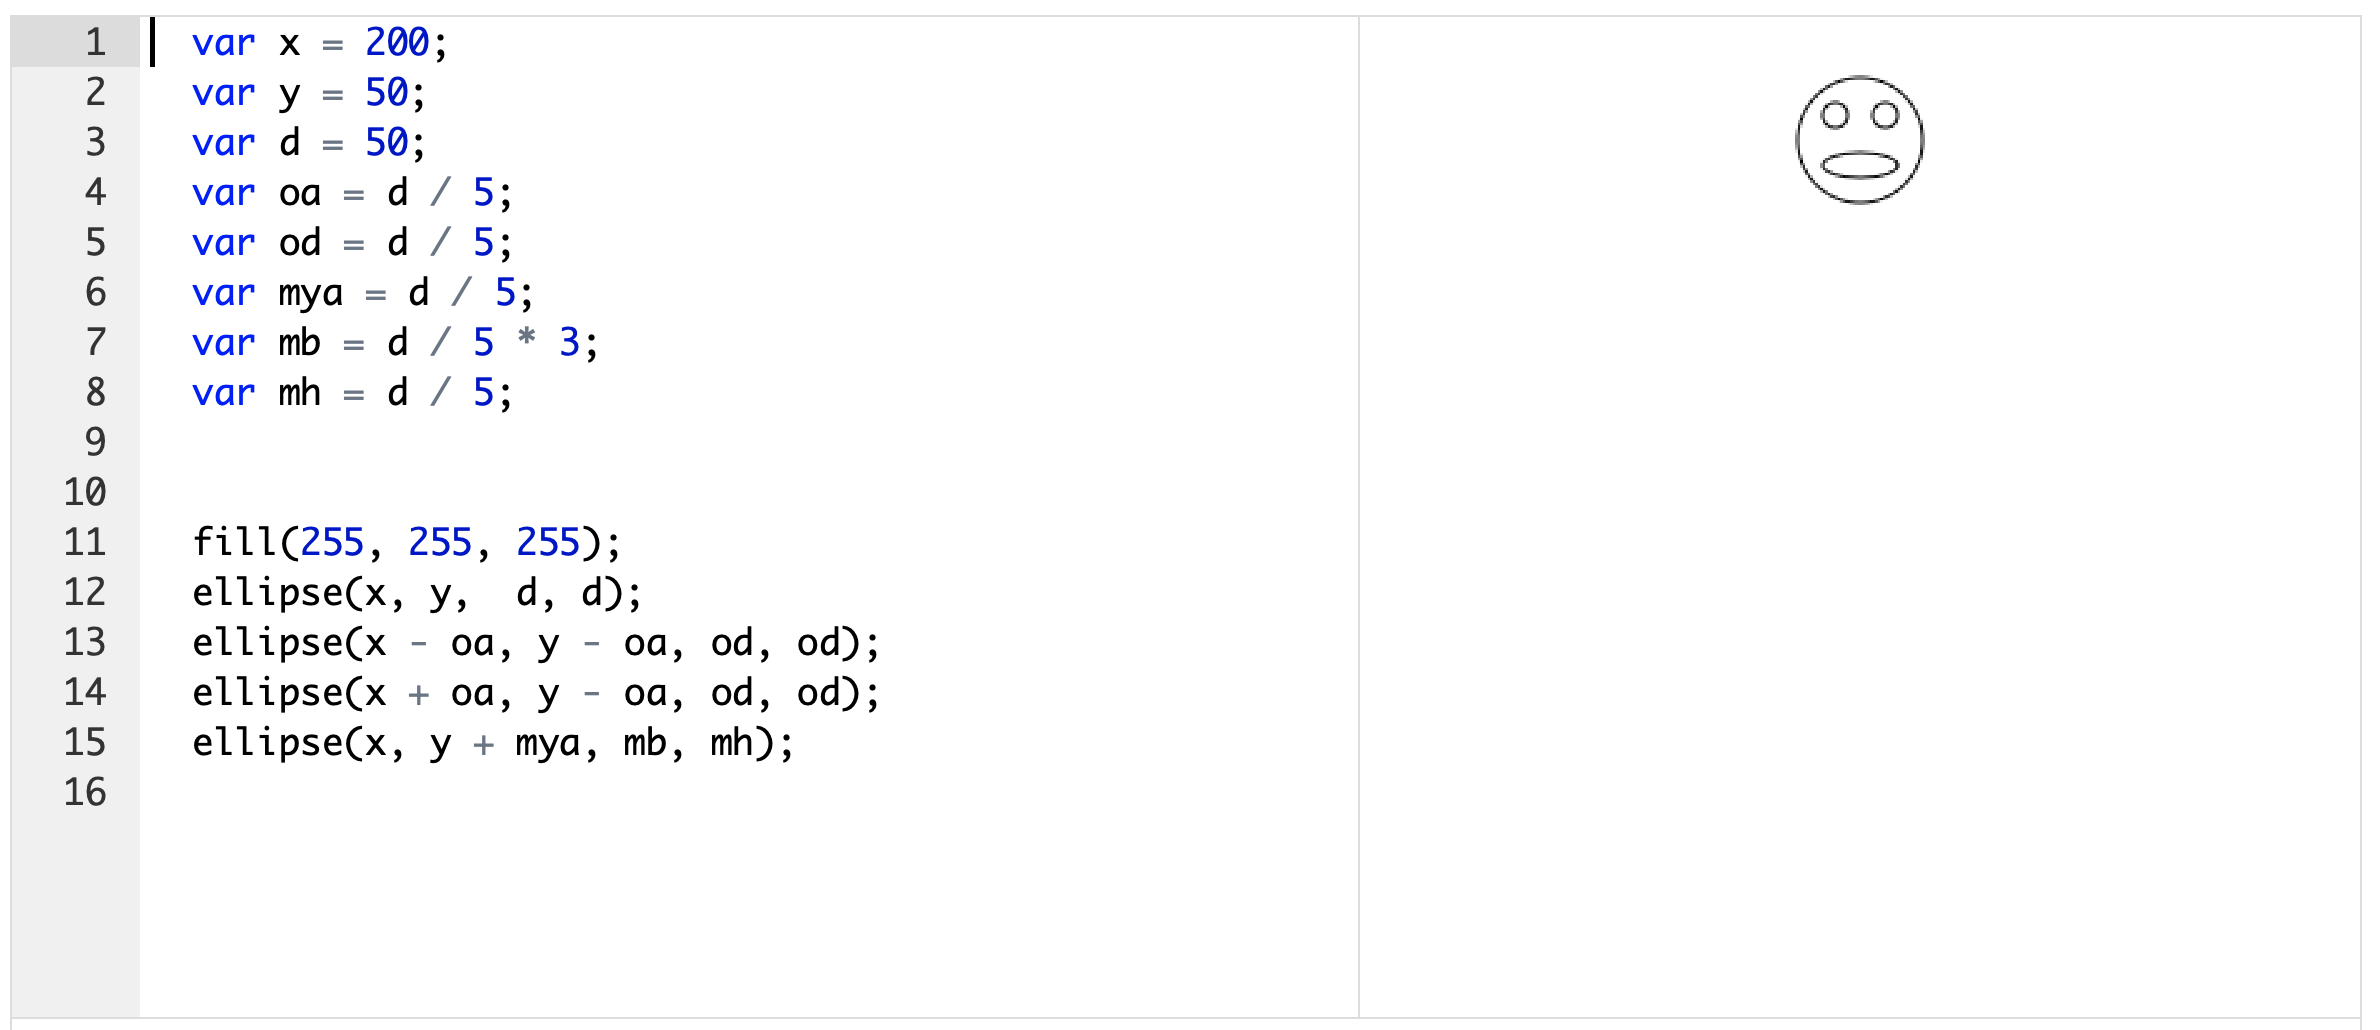 1 var x = 200;
2 var y = 50;
3 var d = 50;
4 var oa = d / 5;
5 var od = d / 5;
6 var mya = d / 5;
7 var mb = d / 5 * 3;
8 var mh = d / 5;
9
10
11 fill(255, 255, 255);
12 ellipse(x, y,  d, d);
13 ellipse(x - oa, y - oa, od, od);
14 ellipse(x + oa, y - oa, od, od);
15 ellipse(x, y + mya, mb, mh);
16